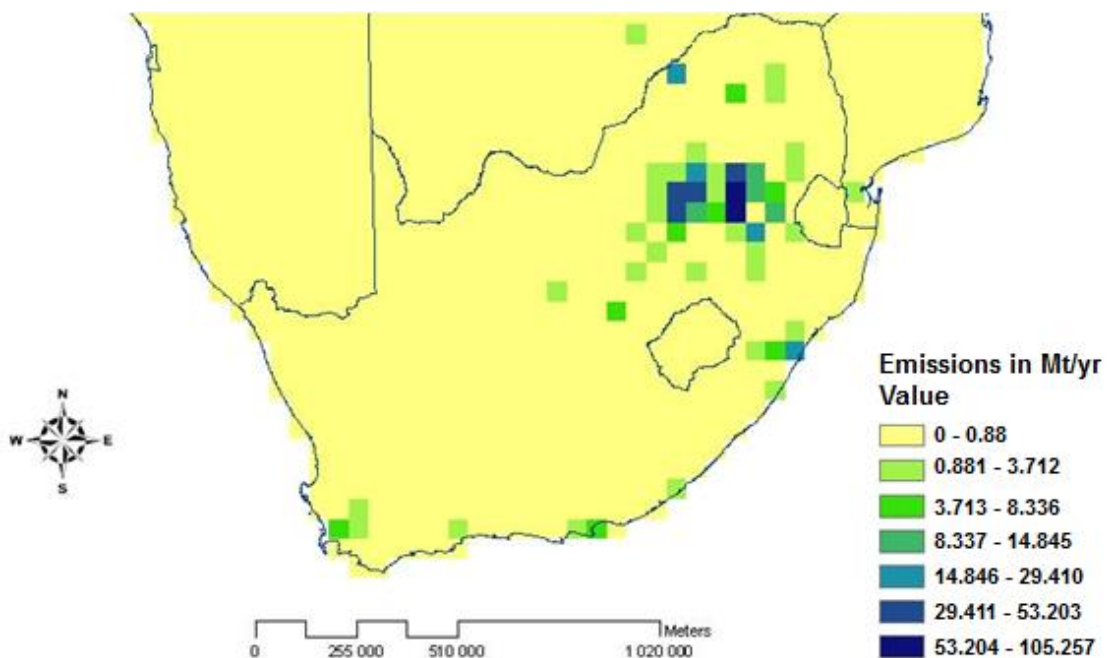 N
W E
S
Meters
0 255 000 510 000 1 020 000
Emissions in Mt/yr
Value
0 - 0.88
0.881 - 3.712
3.713 - 8.336
8.337 - 14.845
14.846 - 29.410
29.411 - 53.203
53.204 - 105.257